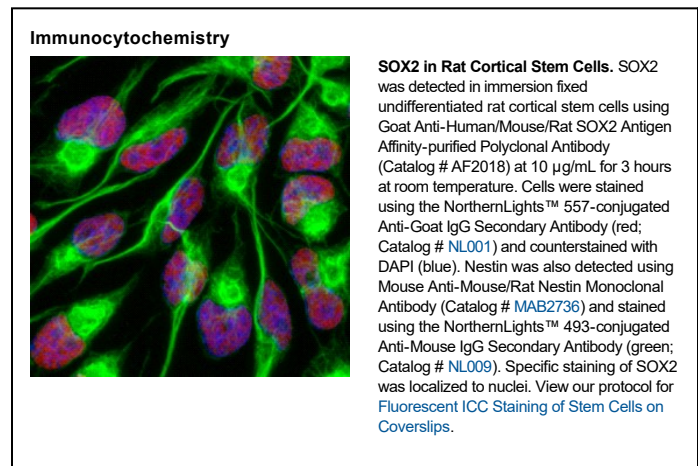 Immunocytochemistry
SOX2 in Rat Cortical Stem Cells. SOX2
was detected in immersion fixed
undifferentiated rat cortical stem cells using
Goat Anti-Human/Mouse/Rat SOX2 Antigen
Affinity-purified Polyclonal Antibody
(Catalog # AF2018) at 10 µg/mL for 3 hours
at room temperature. Cells were stained
using the NorthernLights™ 557-conjugated
Anti-Goat IgG Secondary Antibody (red;
Catalog # NL001) and counterstained with
DAPI (blue). Nestin was also detected using
Mouse Anti-Mouse/Rat Nestin Monoclonal
Antibody (Catalog # MAB2736) and stained
using the NorthernLights™ 493-conjugated
Anti-Mouse IgG Secondary Antibody (green;
Catalog # NL009). Specific staining of SOX2
was localized to nuclei. View our protocol for
Fluorescent ICC Staining of Stem Cells on
Coverslips.